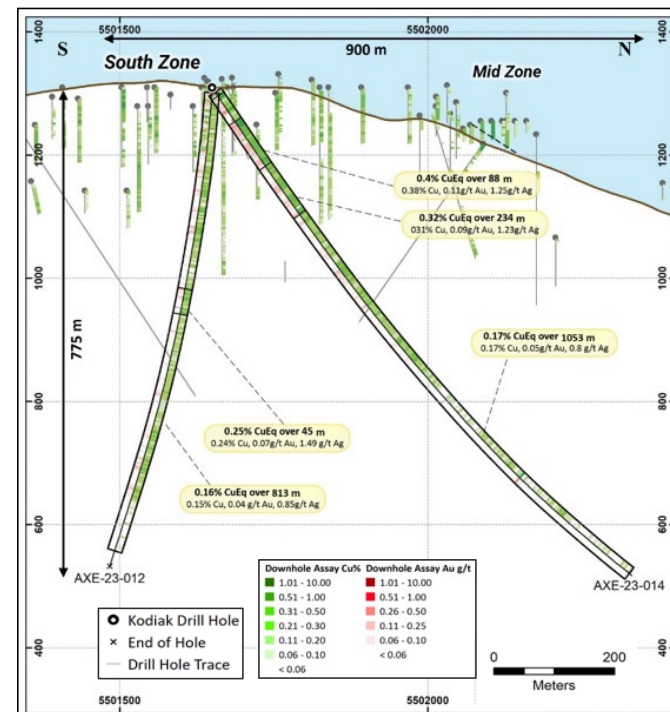 5501500
5502000
1400
1400
S
N
900 m
South Zone
Mid Zone
1200
1200
0.4% CuEq over 88 m
0.38% Cu, 0.11g/t Au, 1.25g/t Ag
0.32% CuEq over 234 m
031% Cu, 0.09g/t Au, 1.23g/t Ag
1000
1000
775 m
0.17% CuEq over 1053 m
0.17% Cu, 0.05g/t Au, 0.8 g/t Ag
800
800
0.25% CuEq over 45 m
0.24% Cu, 0.07g/t Au, 1.49 g/t Ag
0.16% CuEq over 813 m
0.15% Cu, 0.04 g/t Au, 0.85g/t Ag
600
600
AXE-23-012
AXE-23-014
Kodiak Drill Hole
End of Hole
Drill Hole Trace
Downhole Assay Cu%
1.01 - 10.00
0.51 - 1.00
0.31 - 0.50
0.21 - 0.30
0.11 - 0.20
0.06 - 0.10
< 0.06
Downhole Assay Au g/t
1.01 - 10.00
0.51 - 1.00
0.26 - 0.50
0.11 - 0.25
0.06 - 0.10
< 0.06
0
200
Meters
400
400
5501500
5502000